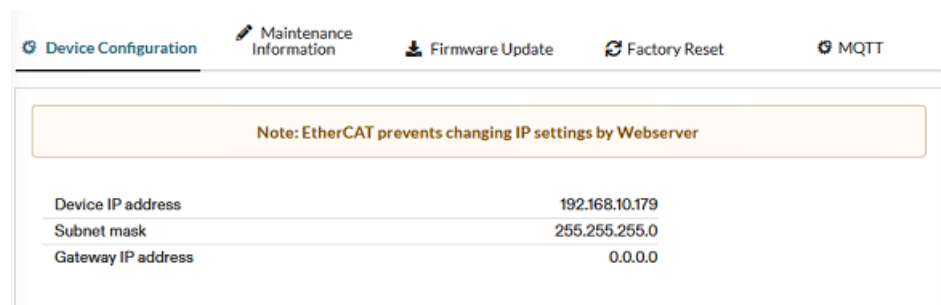 Device Configuration
Maintenance
Information
Firmware Update
Factory Reset
MQTT
Note: EtherCAT prevents changing IP settings by Webserver
Device IP address 192.168.10.179
Subnet mask 255.255.255.0
Gateway IP address 0.0.0.0